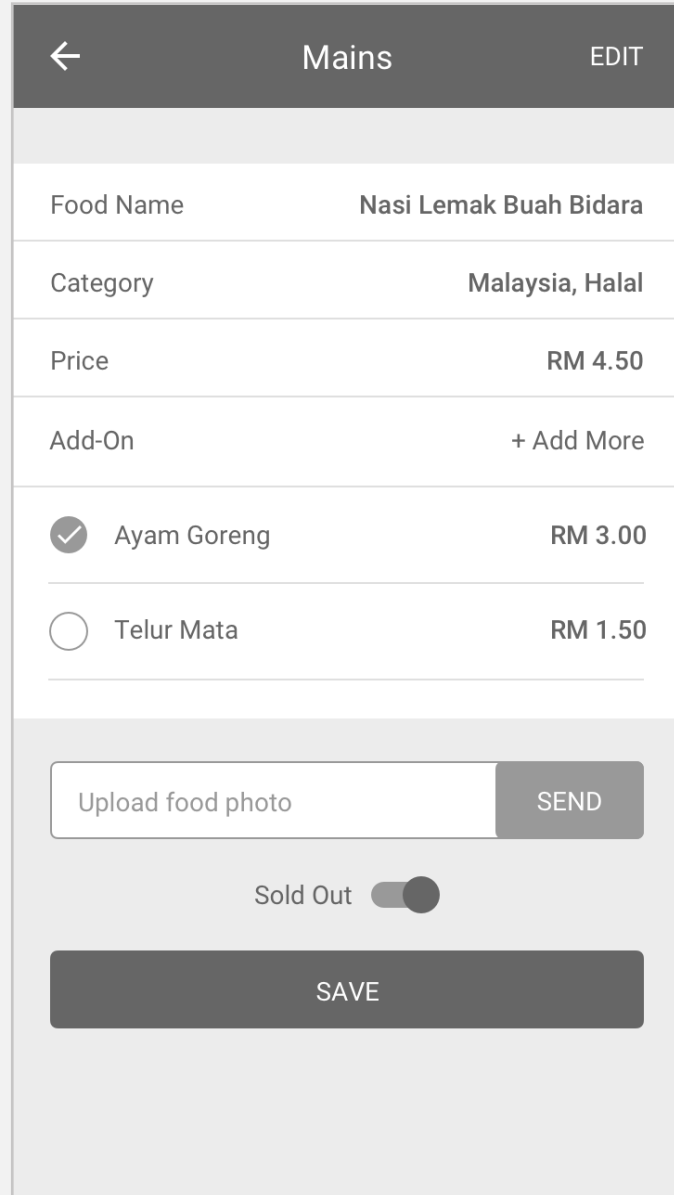 Mains EDIT
Food Name Nasi Lemak Buah Bidara
Category Malaysia, Halal
Price RM 4.50
Add-On + Add More
Ayam Goreng RM 3.00
Telur Mata RM 1.50
Upload food photo SEND
Sold Out
SAVE